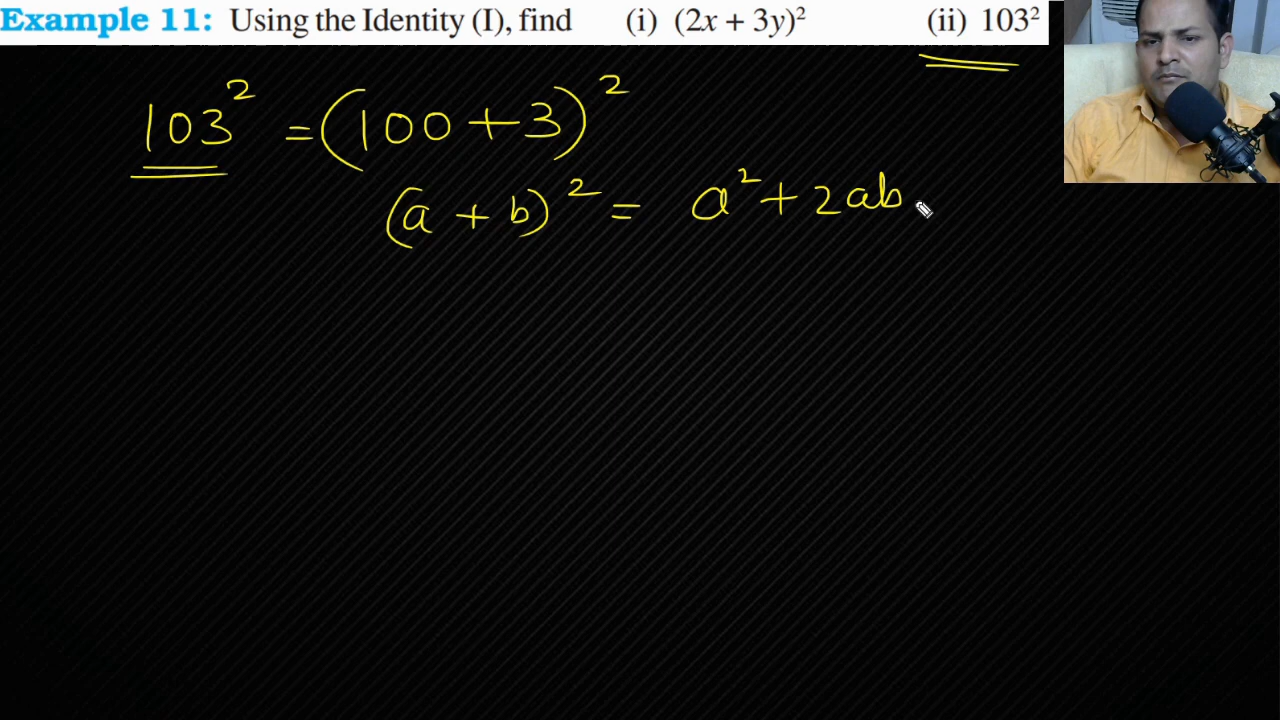 Example 11: Using the Identity (I), find (i) (2x + 3y)² (ii) 103²
103² = (100 + 3)²
(a + b)² = a² + 2ab